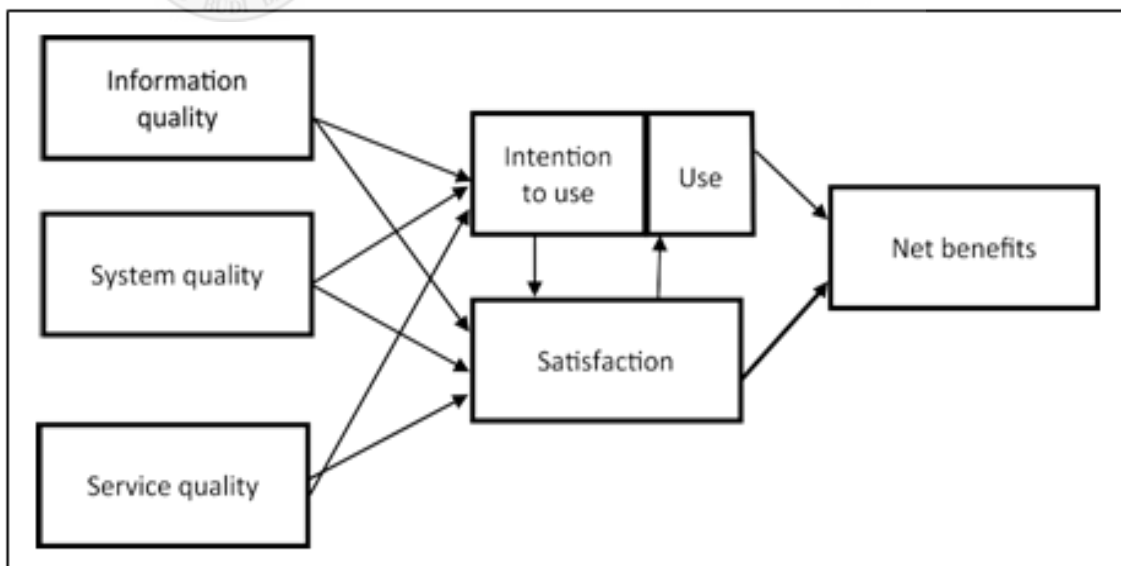 Information
quality
Intention
to use
Use
System quality
Net benefits
Satisfaction
Service quality